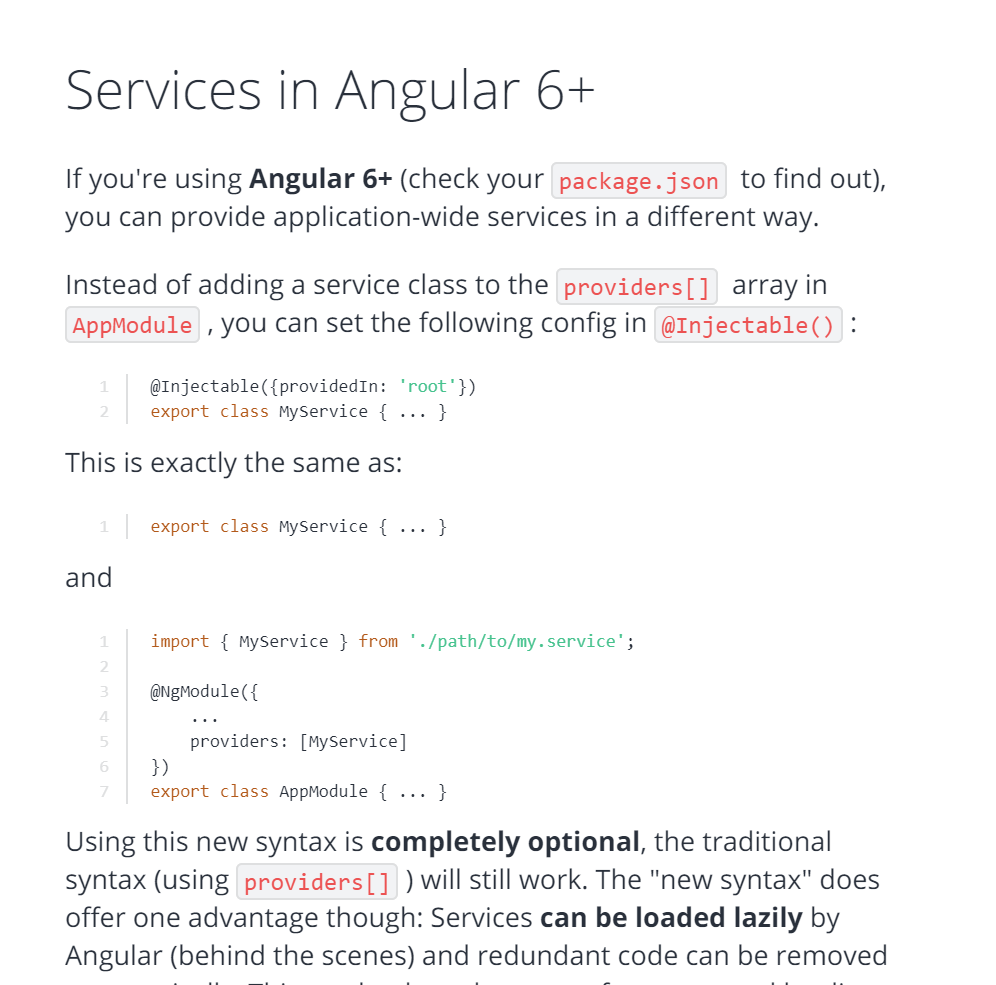 Services in Angular 6+
If you're using Angular 6+ (check your package.json to find out),
you can provide application-wide services in a different way.
Instead of adding a service class to the providers[] array in
AppModule , you can set the following config in @Injectable() :
1 @Injectable({providedIn: 'root'})
2 export class MyService { ... }
This is exactly the same as:
1 export class MyService { ... }
and
1 import { MyService } from './path/to/my.service';
2
3 @NgModule({
4 ...
5 providers: [MyService]
6 })
7 export class AppModule { ... }
Using this new syntax is completely optional, the traditional
syntax (using providers[] ) will still work. The "new syntax" does
offer one advantage though: Services can be loaded lazily by
Angular (behind the scenes) and redundant code can be removed